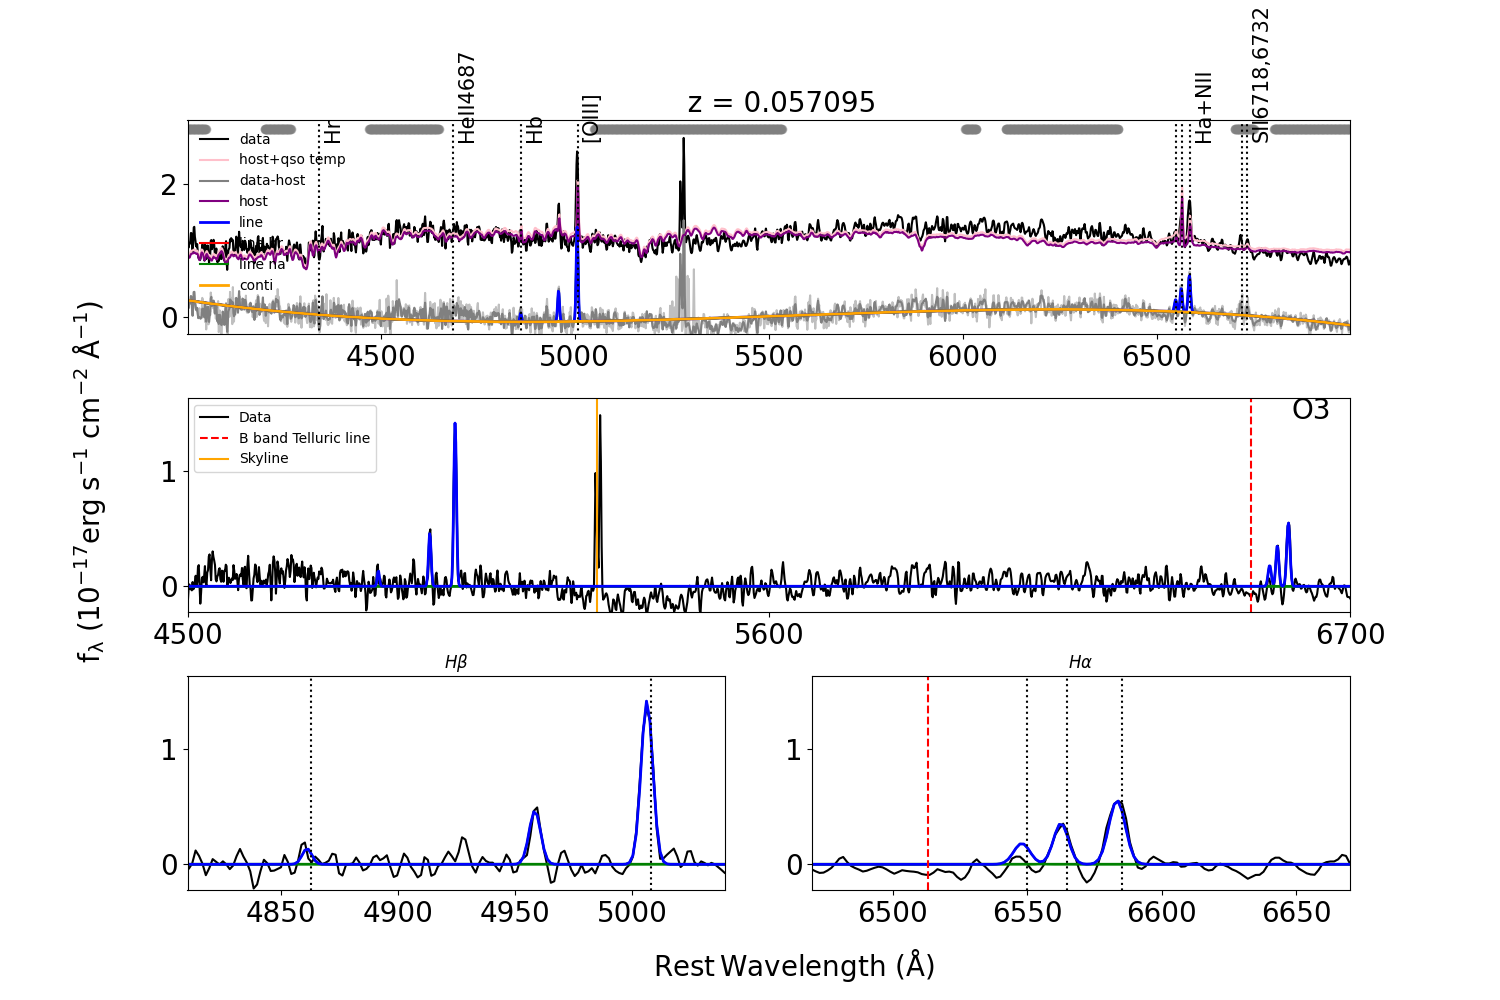 z = 0.057095
Hr
HeII4687
Hb
[OIII]
Ha+NII
SII6718,6732
data
host+qso temp
data-host
host
line
line na
conti
2
0
4500
5000
5500
6000
6500
fλ (10⁻¹⁷erg s⁻¹ cm⁻² Å⁻¹)
O3
Data
B band Telluric line
Skyline
1
0
4500
5600
6700
Hβ
1
0
4850
4900
4950
5000
Hα
1
0
6500
6550
6600
6650
Rest Wavelength (Å)